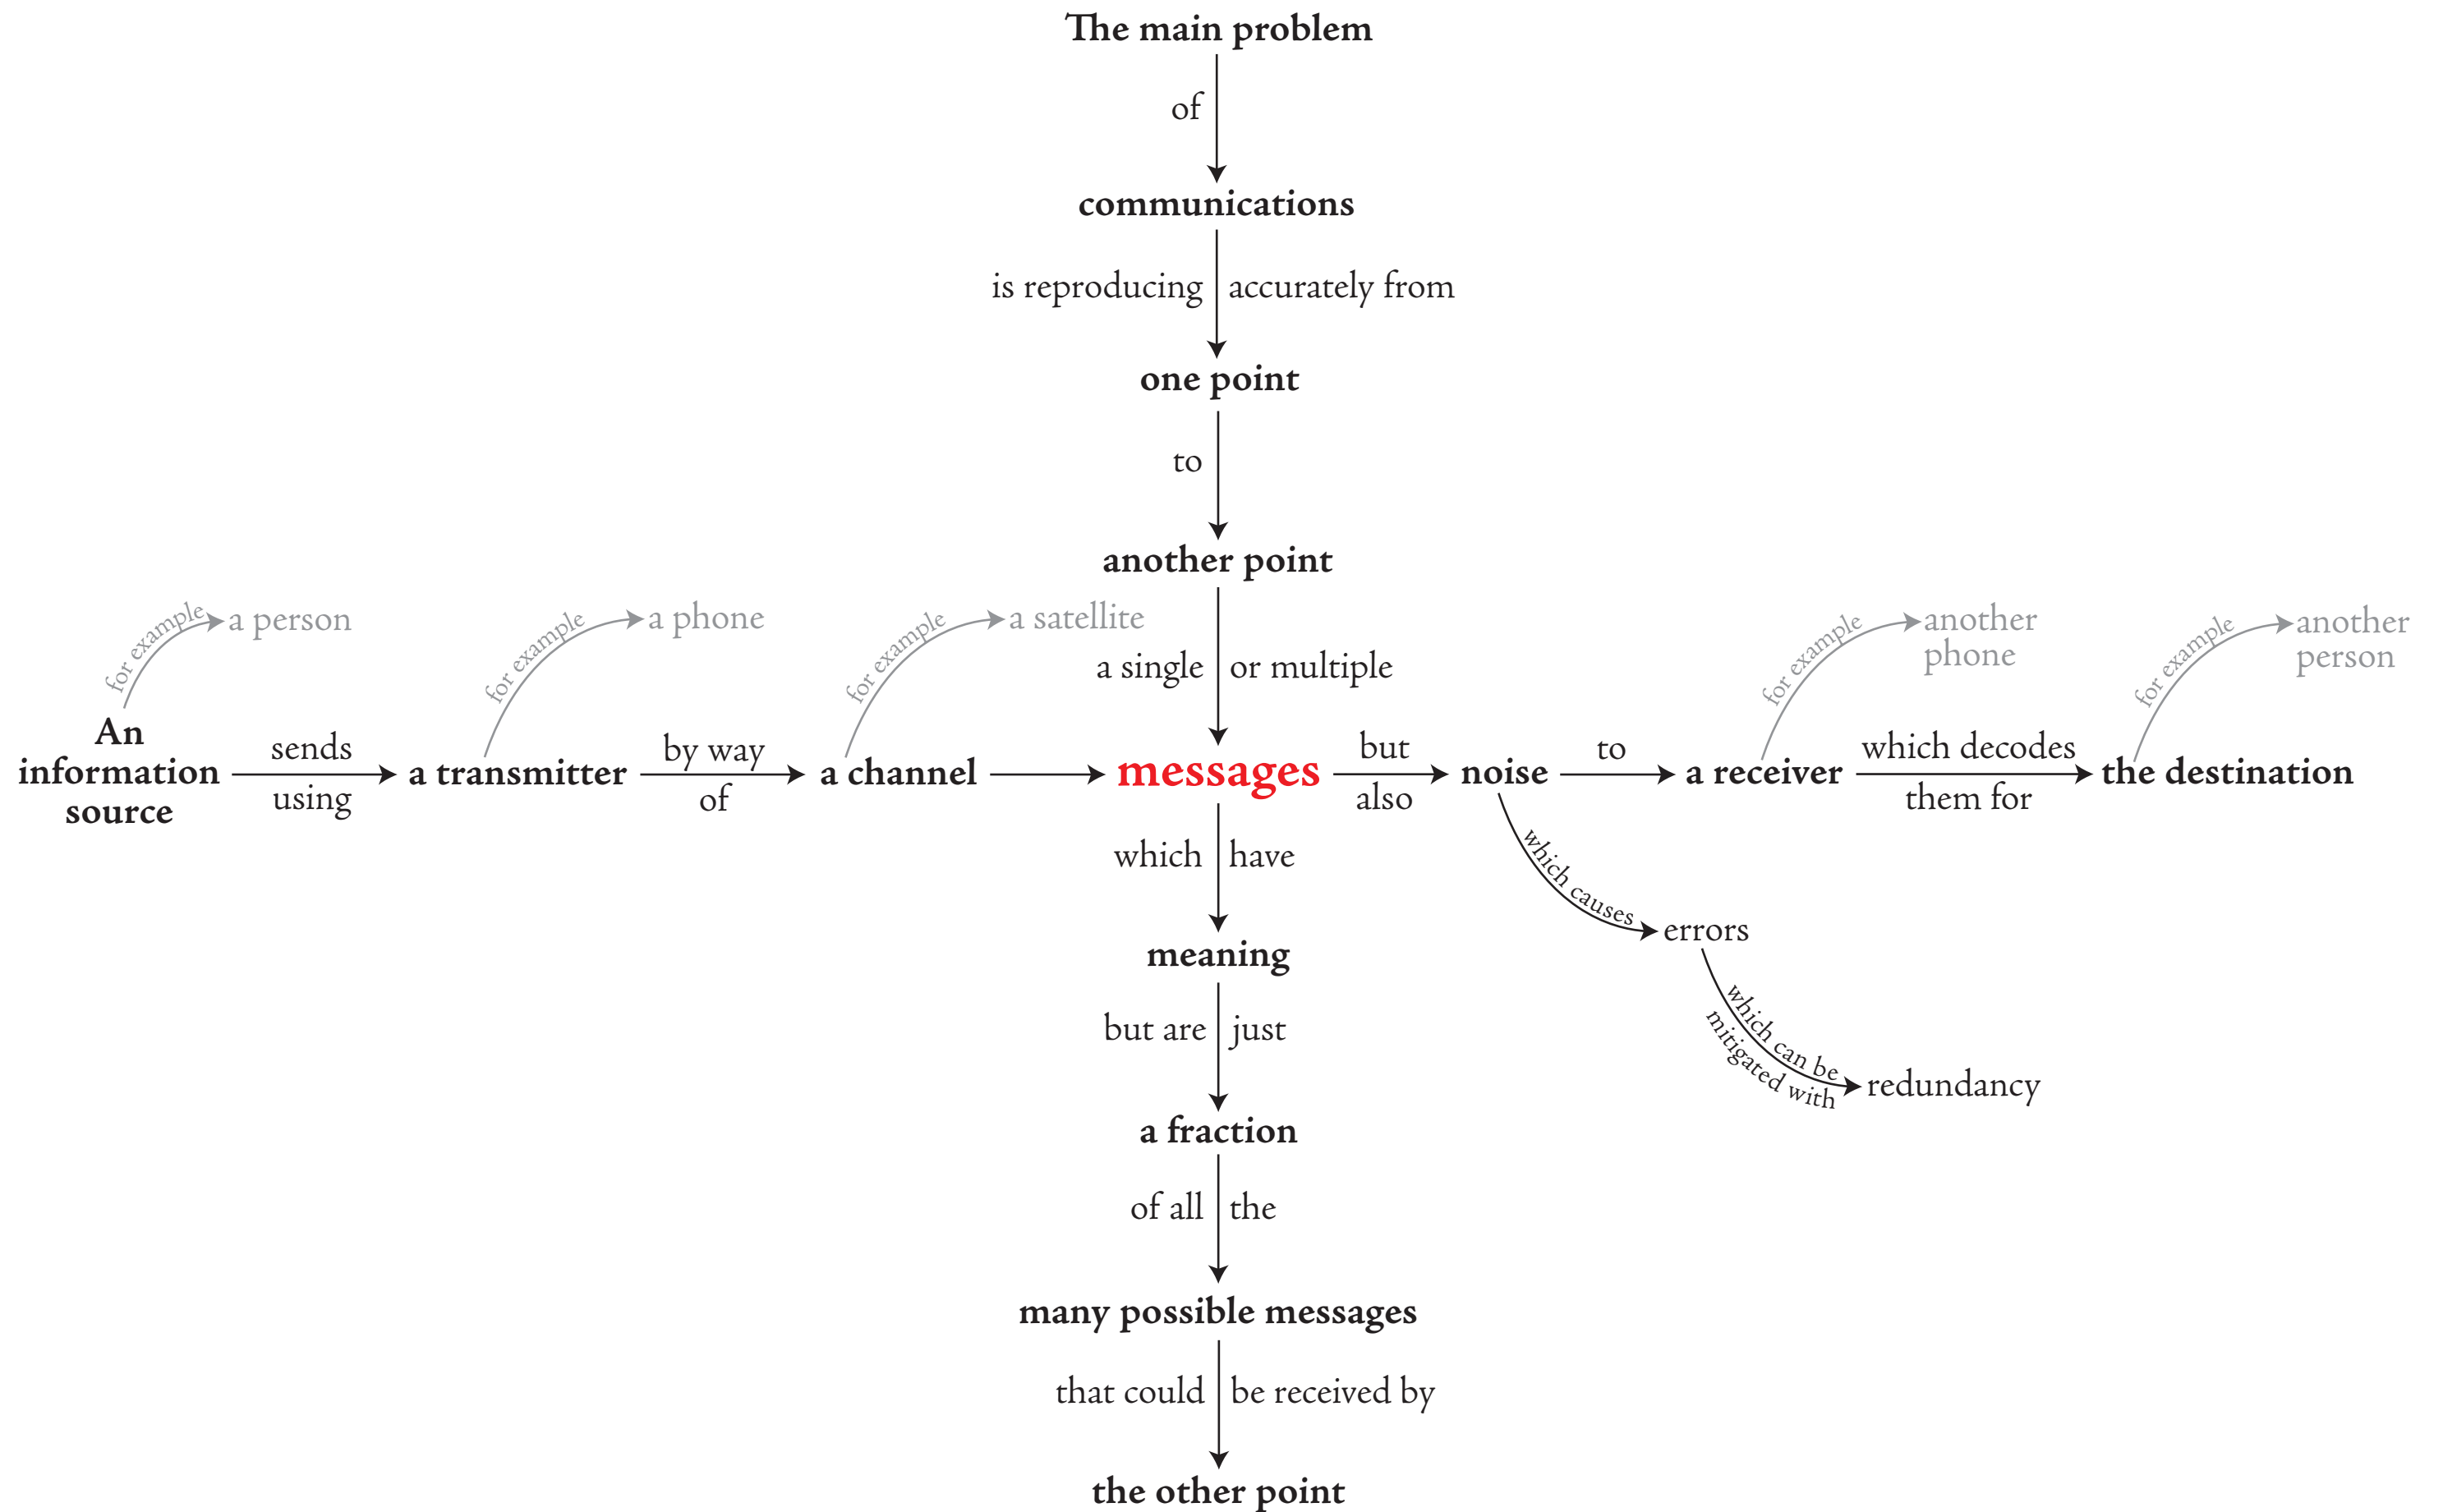 The main problem
of
communications
is reproducing accurately from
one point
to
another point
a single or multiple
for example
a person
for example
a phone
for example
a satellite
for example
another
phone
for example
another
person
An
information
source
sends
using
a transmitter
by way
of
a channel
messages
but
also
noise
to
a receiver
which decodes
them for
the destination
which causes
errors
which can be
mitigated with
redundancy
which have
meaning
but are just
a fraction
of all the
many possible messages
that could be received by
the other point